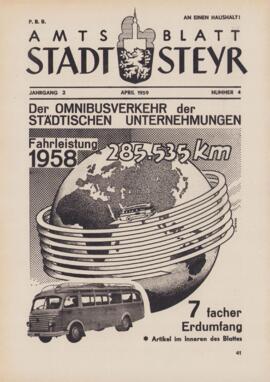 P. B. B.
AN EINEN HAUSHALT!
AMTS BLATT
STADT STEYR
JAHRGANG 2 APRIL 1959 NUMMER 4
Der OMNIBUSVERKEHR der
STÄDTISCHEN UNTERNEHMUNGEN
Fahrleistung
1958 285.535 km
7 facher
Erdumfang
Artikel im Inneren des Blattes
41